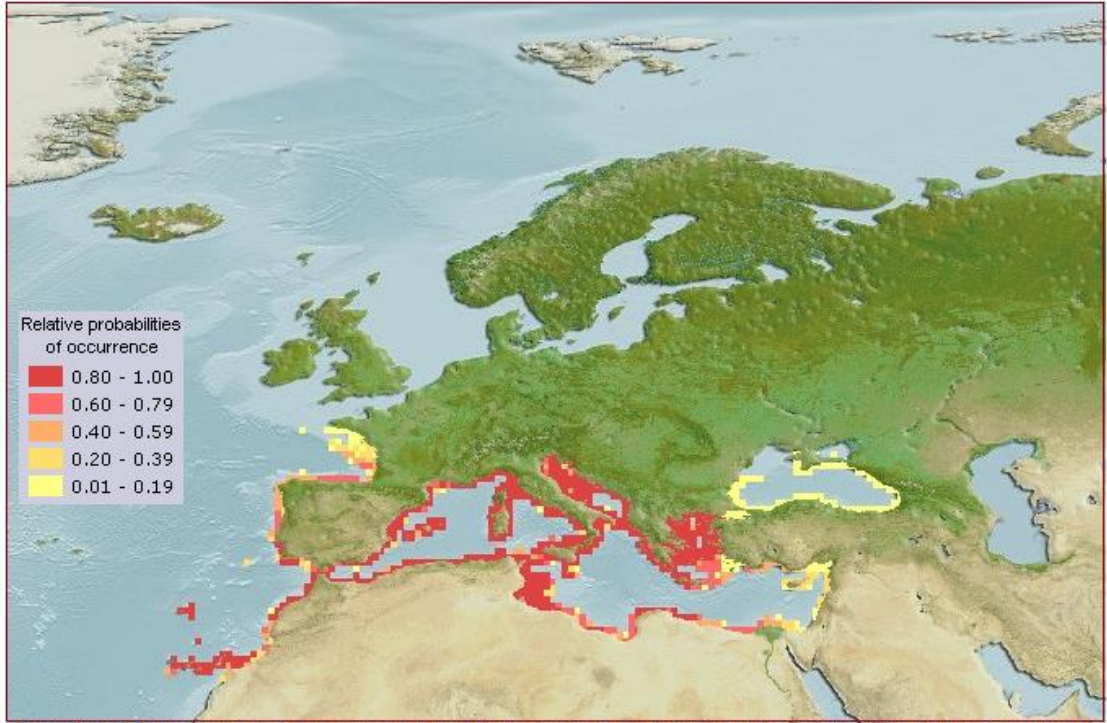 Relative probabilities
of occurrence
0.80 - 1.00
0.60 - 0.79
0.40 - 0.59
0.20 - 0.39
0.01 - 0.19